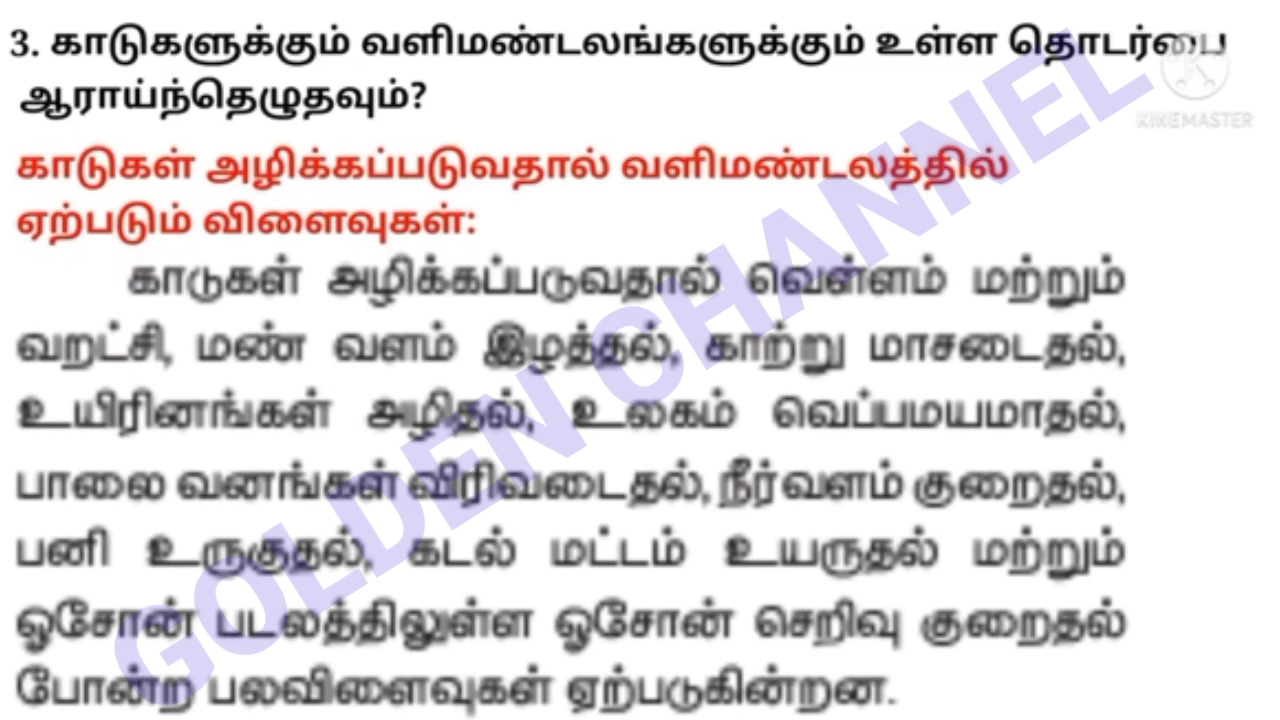 3. காடுகளுக்கும் வளிமண்டலங்களுக்கும் உள்ள தொடர்பை
ஆராய்ந்தெழுதவும்?
KINEMASTER
காடுகள் அழிக்கப்படுவதால் வளிமண்டலத்தில்
ஏற்படும் விளைவுகள்:
காடுகள் அழிக்கப்படுவதால் வெள்ளம் மற்றும்
வறட்சி, மண் வளம் இழத்தல், காற்று மாசடைதல்,
உயிரினங்கள் அழிதல், உலகம் வெப்பமயமாதல்,
பாலை வனங்கள் விரிவடைதல், நீர்வளம் குறைதல்,
பனி உருகுதல், கடல் மட்டம் உயருதல் மற்றும்
ஓசோன் படலத்திலுள்ள ஓசோன் செறிவு குறைதல்
போன்ற பலவிளைவுகள் ஏற்படுகின்றன.
GOLDEN CHANNEL